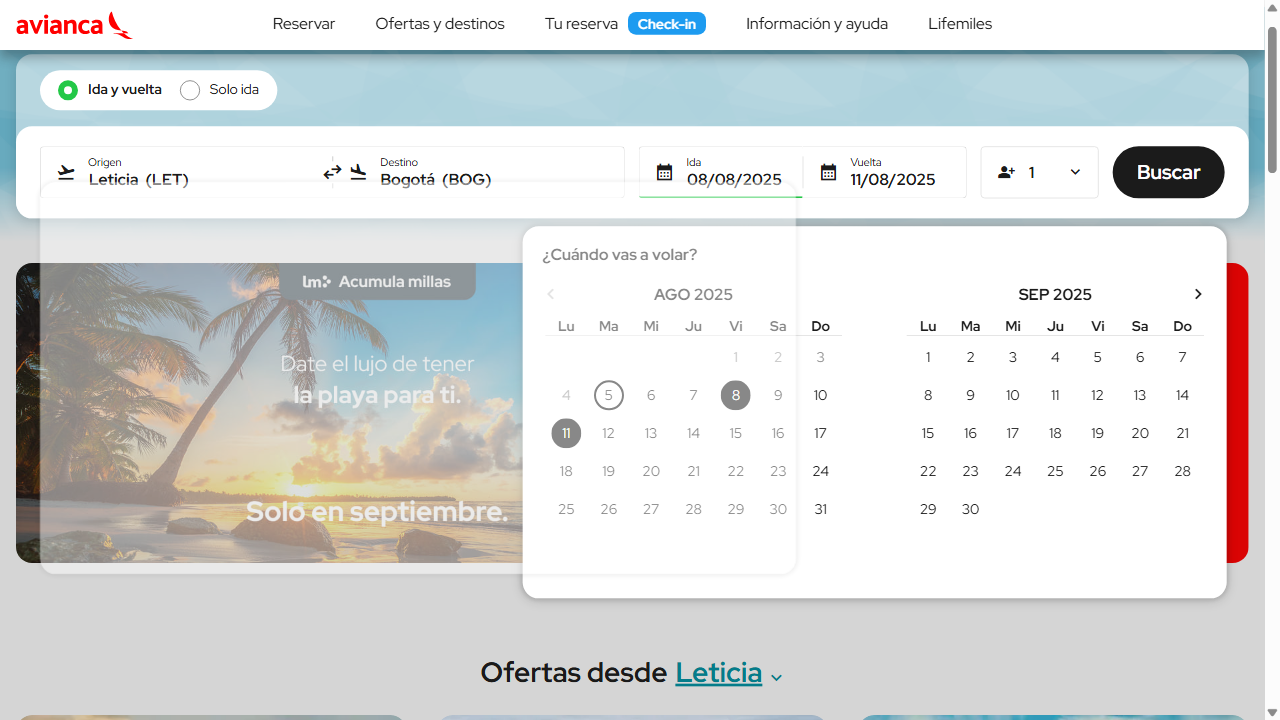 avianca
Reservar
Ofertas y destinos
Tu reserva
Check-in
Información y ayuda
Lifemiles
Ida y vuelta
Solo ida
Origen
Leticia (LET)
Destino
Bogotá (BOG)
Ida
08/08/2025
Vuelta
11/08/2025
1
Buscar
¿Cuándo vas a volar?
AGO 2025
Lu Ma Mi Ju Vi Sa Do
1 2 3
4 5 6 7 8 9 10
11 12 13 14 15 16 17
18 19 20 21 22 23 24
25 26 27 28 29 30 31
SEP 2025
Lu Ma Mi Ju Vi Sa Do
1 2 3 4 5 6 7
8 9 10 11 12 13 14
15 16 17 18 19 20 21
22 23 24 25 26 27 28
29 30
lm Acumula millas
Date el lujo de tener
la playa para ti.
Solo en septiembre.
Ofertas desde Leticia